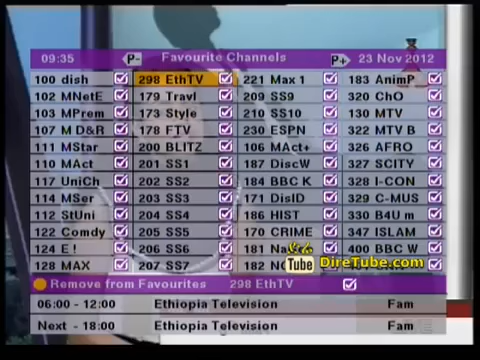 09:35 P- Favourite Channels P+ 23 Nov 2012
100 dish 298 EthTV 221 Max 1 183 AnimP
102 MNetE 179 Travl 209 SS9 320 ChO
103 MPrem 173 Style 210 SS10 130 MTV
107 M D&R 178 FTV 230 ESPN 322 MTV B
111 MStar 200 BLITZ 106 MAct+ 326 AFRO
110 MAct 201 SS1 187 DiscW 327 SCITY
117 UniCh 202 SS2 184 BBC K 328 I-CON
114 MSer 203 SS3 171 DisID 329 C-MUS
112 StUni 204 SS4 186 HIST 330 B4U m
122 Comdy 205 SS5 170 CRIME 347 ISLAM
124 E ! 206 SS6 181 400 BBC W
128 MAX 207 SS7 182
Tube DireTube.com
Remove from Favourites 298 EthTV
06:00 - 12:00 Ethiopia Television Fam
Next - 18:00 Ethiopia Television Fam